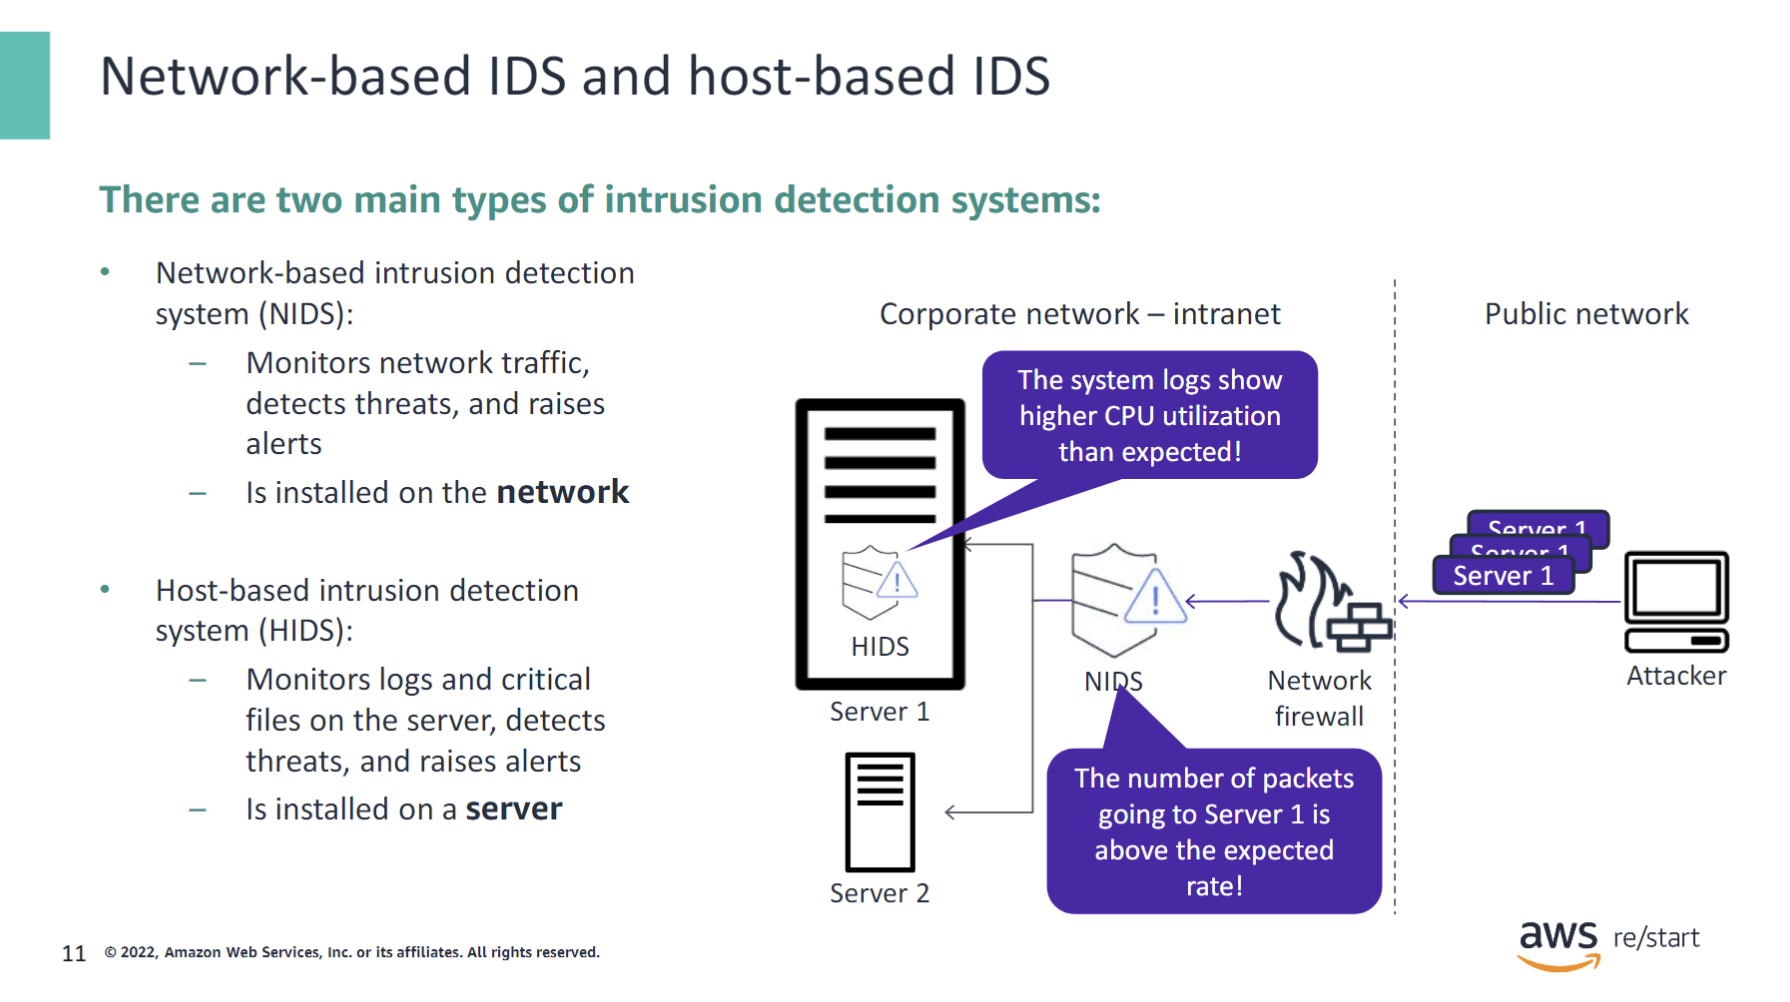 Network-based IDS and host-based IDS
There are two main types of intrusion detection systems:
• Network-based intrusion detection
system (NIDS):
– Monitors network traffic,
detects threats, and raises
alerts
– Is installed on the network
• Host-based intrusion detection
system (HIDS):
– Monitors logs and critical
files on the server, detects
threats, and raises alerts
– Is installed on a server
Corporate network – intranet
Public network
The system logs show
higher CPU utilization
than expected!
HIDS
Server 1
Server 2
NIDS
The number of packets
going to Server 1 is
above the expected
rate!
Network
firewall
Server 1
Server 1
Server 1
Attacker
11
© 2022, Amazon Web Services, Inc. or its affiliates. All rights reserved.
aws re/start